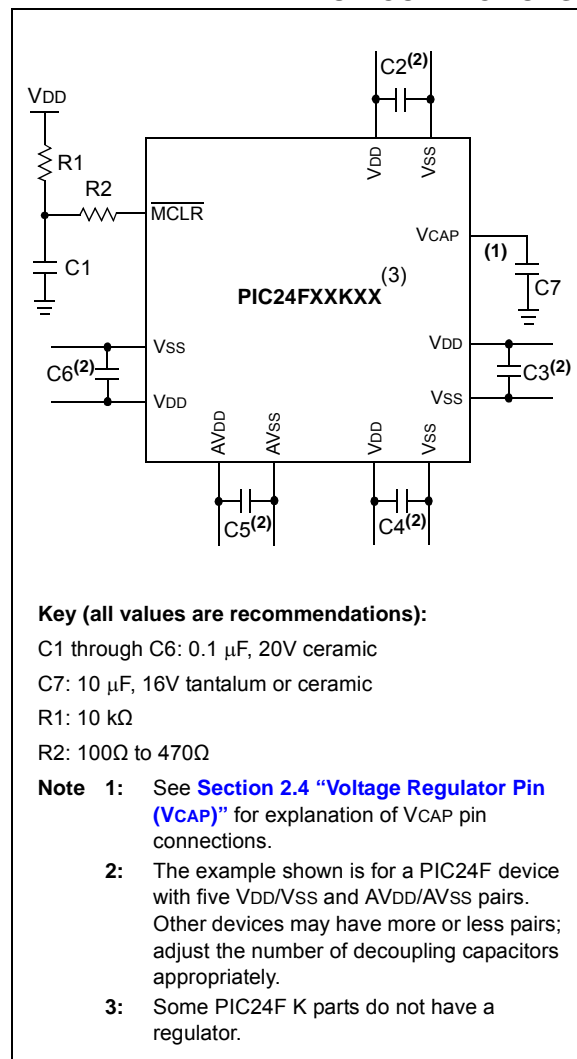 C2(2)
VDD
R1
R2
C1
MCLR
VDD
VSS
VCAP
(1)
C7
PIC24FXXKXX(3)
VSS
C6(2)
VDD
VDD
C3(2)
VSS
AVDD
AVSS
VDD
VSS
C5(2)
C4(2)
Key (all values are recommendations):
C1 through C6: 0.1 μF, 20V ceramic
C7: 10 μF, 16V tantalum or ceramic
R1: 10 kΩ
R2: 100Ω to 470Ω
Note 1: See Section 2.4 “Voltage Regulator Pin
(VCAP)” for explanation of VCAP pin
connections.
2: The example shown is for a PIC24F device
with five VDD/VSS and AVDD/AVSS pairs.
Other devices may have more or less pairs;
adjust the number of decoupling capacitors
appropriately.
3: Some PIC24F K parts do not have a
regulator.